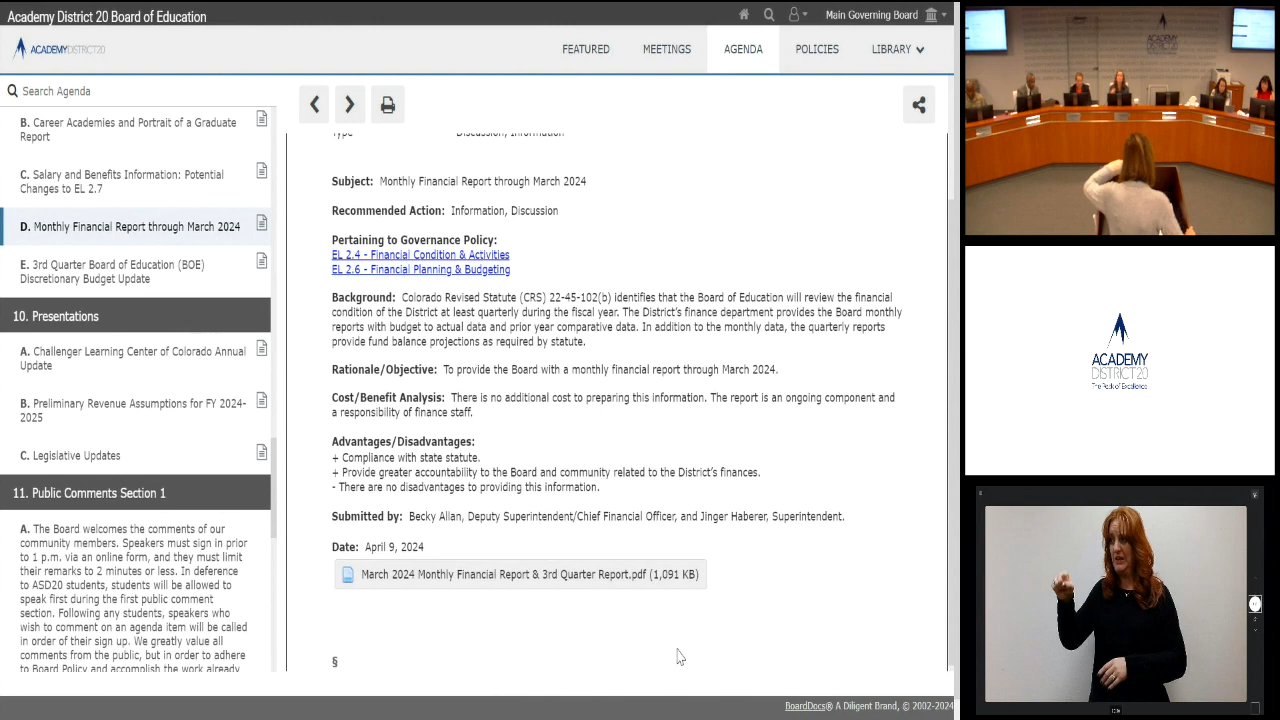 Academy District 20 Board of Education
Main Governing Board
ACADEMYDISTRICT20
FEATURED
MEETINGS
AGENDA
POLICIES
LIBRARY
Search Agenda
B. Career Academies and Portrait of a Graduate
Report
C. Salary and Benefits Information: Potential
Changes to EL 2.7
D. Monthly Financial Report through March 2024
E. 3rd Quarter Board of Education (BOE)
Discretionary Budget Update
10. Presentations
A. Challenger Learning Center of Colorado Annual
Update
B. Preliminary Revenue Assumptions for FY 2024-
2025
C. Legislative Updates
11. Public Comments Section 1
A. The Board welcomes the comments of our
community members. Speakers must sign in prior
to 1 p.m. via an online form, and they must limit
their remarks to 2 minutes or less. In deference
to ASD20 students, students will be allowed to
speak first during the first public comment
section. Following any students, speakers who
wish to comment on an agenda item will be called
in order of their sign up. We greatly value all
comments from the public, but in order to adhere
to Board Policy and accomplish the work already
Type Discussion, Information
Subject: Monthly Financial Report through March 2024
Recommended Action: Information, Discussion
Pertaining to Governance Policy:
EL 2.4 - Financial Condition & Activities
EL 2.6 - Financial Planning & Budgeting
Background: Colorado Revised Statute (CRS) 22-45-102(b) identifies that the Board of Education will review the financial
condition of the District at least quarterly during the fiscal year. The District's finance department provides the Board monthly
reports with budget to actual data and prior year comparative data. In addition to the monthly data, the quarterly reports
provide fund balance projections as required by statute.
Rationale/Objective: To provide the Board with a monthly financial report through March 2024.
Cost/Benefit Analysis: There is no additional cost to preparing this information. The report is an ongoing component and
a responsibility of finance staff.
Advantages/Disadvantages:
+ Compliance with state statute.
+ Provide greater accountability to the Board and community related to the District's finances.
- There are no disadvantages to providing this information.
Submitted by: Becky Allan, Deputy Superintendent/Chief Financial Officer, and Jinger Haberer, Superintendent.
Date: April 9, 2024
March 2024 Monthly Financial Report & 3rd Quarter Report.pdf (1,091 KB)
§
BoardDocs® A Diligent Brand, © 2002-2024
ACADEMY
DISTRICT20
ACADEMY
DISTRICT20
The Peak of Excellence